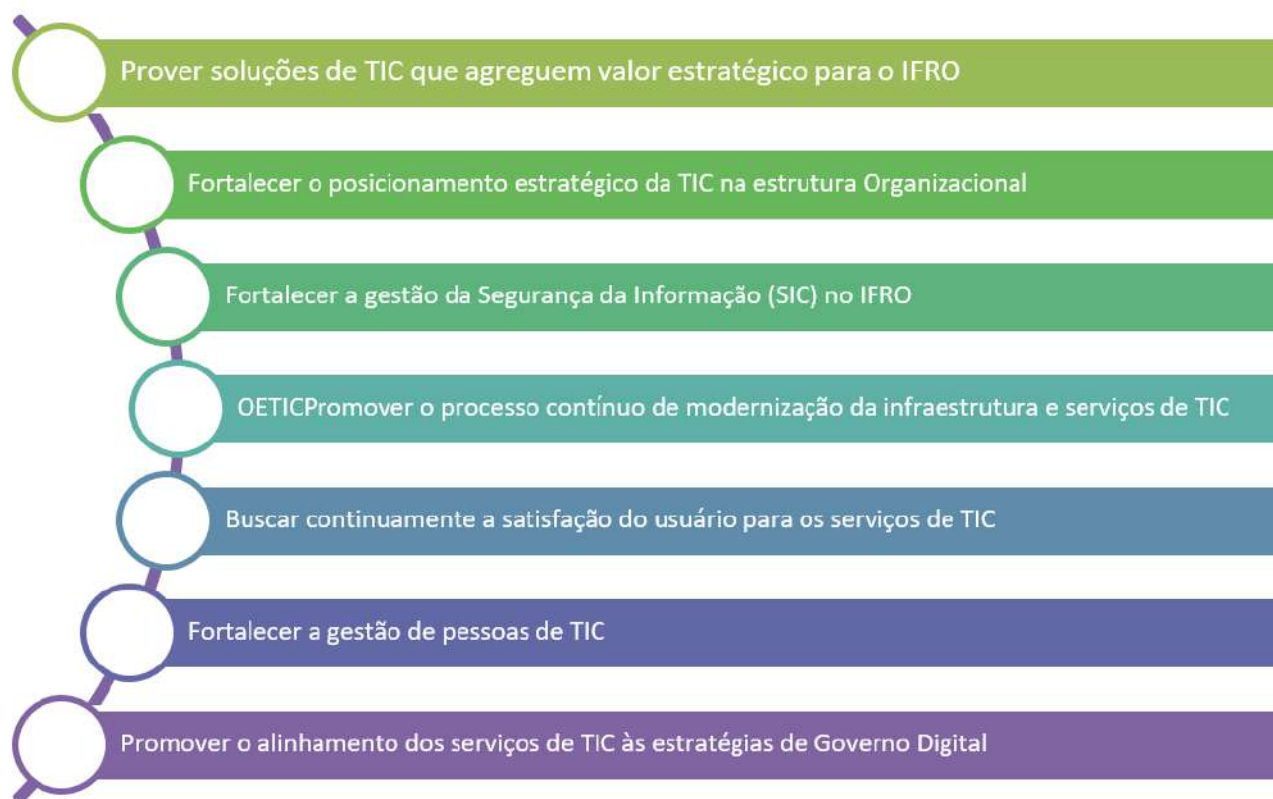 Prover soluções de TIC que agreguem valor estratégico para o IFRO
Fortalecer o posicionamento estratégico da TIC na estrutura Organizacional
Fortalecer a gestão da Segurança da Informação (SIC) no IFRO
OETICPromover o processo contínuo de modernização da infraestrutura e serviços de TIC
Buscar continuamente a satisfação do usuário para os serviços de TIC
Fortalecer a gestão de pessoas de TIC
Promover o alinhamento dos serviços de TIC às estratégias de Governo Digital